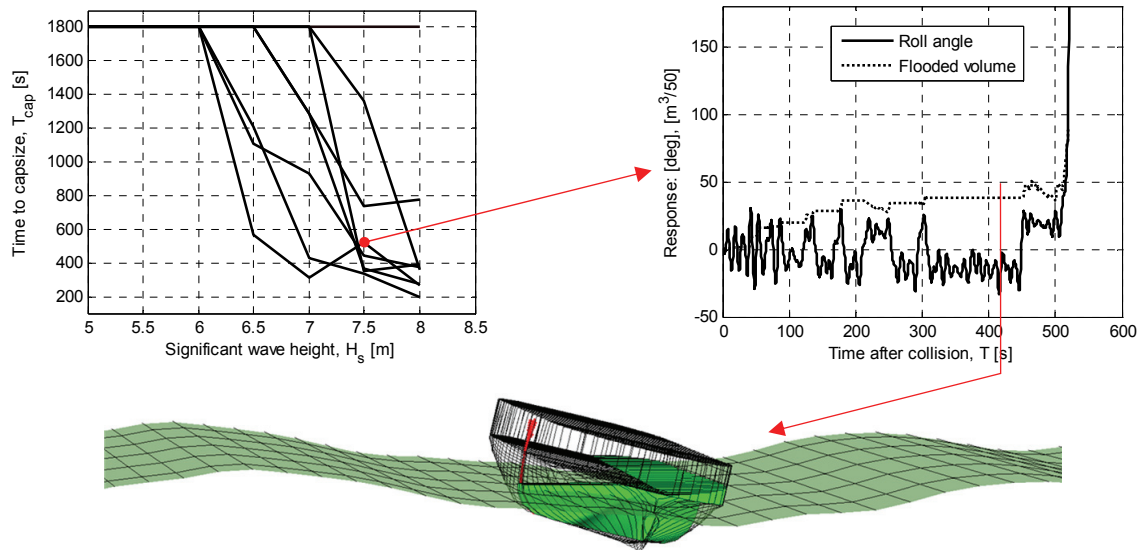 Time to capsize, T_cap [s]
1800
1600
1400
1200
1000
800
600
400
200
5 5.5 6 6.5 7 7.5 8 8.5
Significant wave height, H_s [m]
Response: [deg], [m^3/50]
150
100
50
0
-50
Roll angle
Flooded volume
0 100 200 300 400 500 600
Time after collision, T [s]